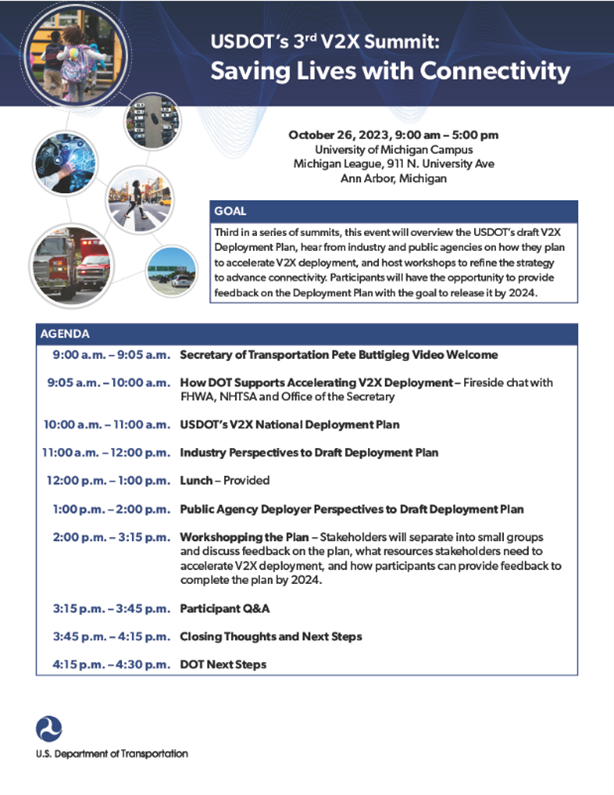 USDOT's 3rd V2X Summit:
Saving Lives with Connectivity
October 26, 2023, 9:00 am – 5:00 pm
University of Michigan Campus
Michigan League, 911 N. University Ave
Ann Arbor, Michigan
GOAL
Third in a series of summits, this event will overview the USDOT's draft V2X
Deployment Plan, hear from industry and public agencies on how they plan
to accelerate V2X deployment, and host workshops to refine the strategy
to advance connectivity. Participants will have the opportunity to provide
feedback on the Deployment Plan with the goal to release it by 2024.
AGENDA
9:00 a.m. – 9:05 a.m. Secretary of Transportation Pete Buttigieg Video Welcome
9:05 a.m. – 10:00 a.m. How DOT Supports Accelerating V2X Deployment – Fireside chat with
FHWA, NHTSA and Office of the Secretary
10:00 a.m. – 11:00 a.m. USDOT's V2X National Deployment Plan
11:00 a.m. – 12:00 p.m. Industry Perspectives to Draft Deployment Plan
12:00 p.m. – 1:00 p.m. Lunch – Provided
1:00 p.m. – 2:00 p.m. Public Agency Deployer Perspectives to Draft Deployment Plan
2:00 p.m. – 3:15 p.m. Workshopping the Plan – Stakeholders will separate into small groups
and discuss feedback on the plan, what resources stakeholders need to
accelerate V2X deployment, and how participants can provide feedback to
complete the plan by 2024.
3:15 p.m. – 3:45 p.m. Participant Q&A
3:45 p.m. – 4:15 p.m. Closing Thoughts and Next Steps
4:15 p.m. – 4:30 p.m. DOT Next Steps
U.S. Department of Transportation